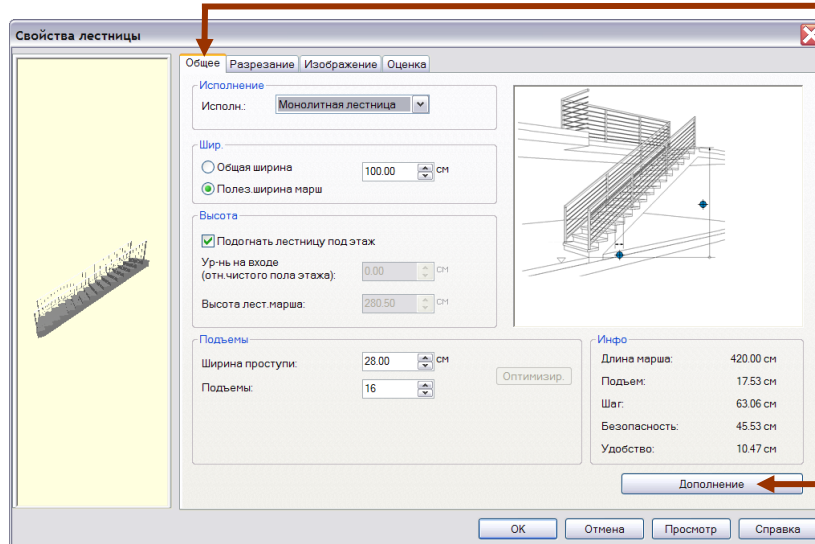 Свойства лестницы
Общее Разрезание Изображение Оценка
Исполнение
Исполн.: Монолитная лестница
Шир.
Общая ширина 100.00 см
Полез.ширина марш
Высота
Подогнать лестницу под этаж
Ур-нь на входе
(отн.чистого пола этажа): 0.00 см
Высота лест.марша: 280.50 см
Подъемы
Ширина проступи: 28.00 см
Подъемы: 16
Оптимизир.
Инфо
Длина марша: 420.00 см
Подъем: 17.53 см
Шаг: 63.06 см
Безопасность: 45.53 см
Удобство: 10.47 см
Дополнение
OK Отмена Просмотр Справка